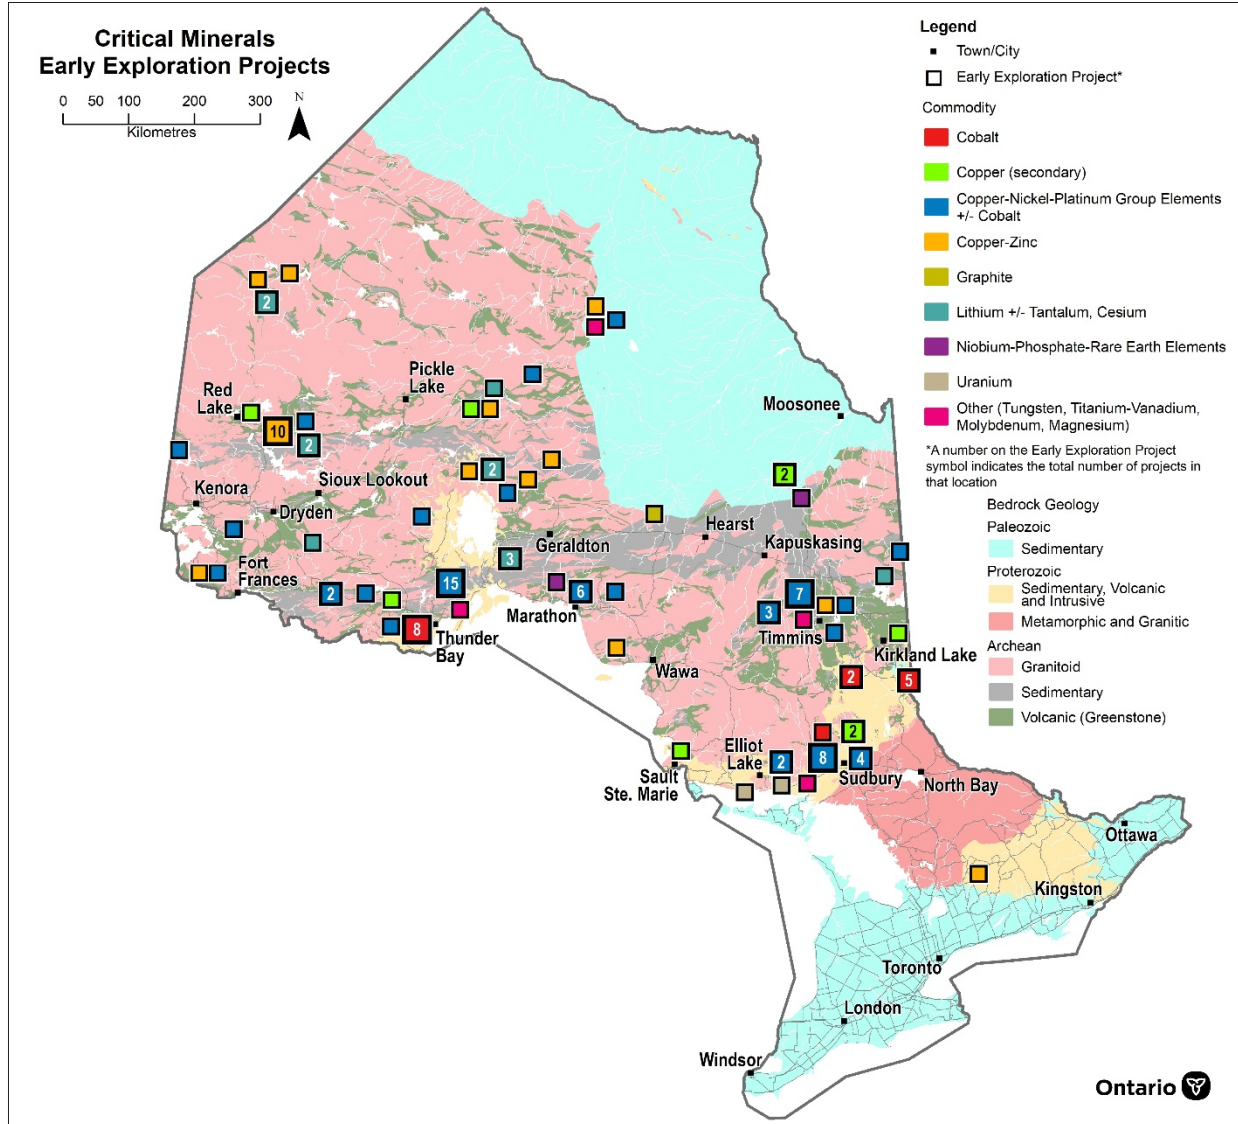 Critical Minerals
Early Exploration Projects
0 50 100 200 300
Kilometres
N
Legend
Town/City
Early Exploration Project*
Commodity
Cobalt
Copper (secondary)
Copper-Nickel-Platinum Group Elements
+/- Cobalt
Copper-Zinc
Graphite
Lithium +/- Tantalum, Cesium
Niobium-Phosphate-Rare Earth Elements
Uranium
Other (Tungsten, Titanium-Vanadium,
Molybdenum, Magnesium)
*A number on the Early Exploration Project
symbol indicates the total number of projects in
that location
Bedrock Geology
Paleozoic
Sedimentary
Proterozoic
Sedimentary, Volcanic
and Intrusive
Metamorphic and Granitic
Archean
Granitoid
Sedimentary
Volcanic (Greenstone)
2
Pickle
Lake
Red
Lake
10
2
Moosonee
Kenora
Sioux Lookout
2
2
Dryden
Hearst
Geraldton
Kapuskasing
3
Fort
Frances
2
15
6
Marathon
7
3
Timmins
8
Thunder
Bay
Kirkland Lake
Wawa
2
5
2
Elliot
Lake
2
8
4
Sault
Ste. Marie
Sudbury
North Bay
Ottawa
Kingston
Toronto
London
Windsor
Ontario